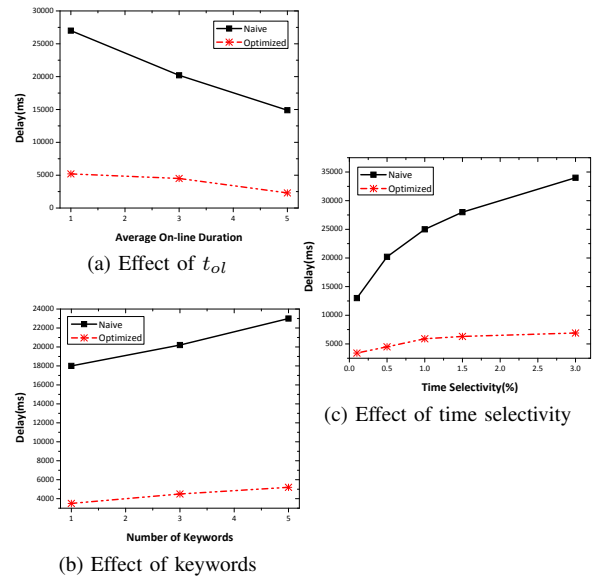 30000
25000
20000
15000
10000
5000
0
Delay(ms)
Naive
Optimized
1 2 3 4 5
Average On-line Duration
(a) Effect of t_ol
24000
22000
20000
18000
16000
14000
12000
10000
8000
6000
4000
Delay(ms)
Naive
Optimized
1 2 3 4 5
Number of Keywords
(b) Effect of keywords
35000
30000
25000
20000
15000
10000
5000
Delay(ms)
Naive
Optimized
0.0 0.5 1.0 1.5 2.0 2.5 3.0
Time Selectivity(%)
(c) Effect of time selectivity